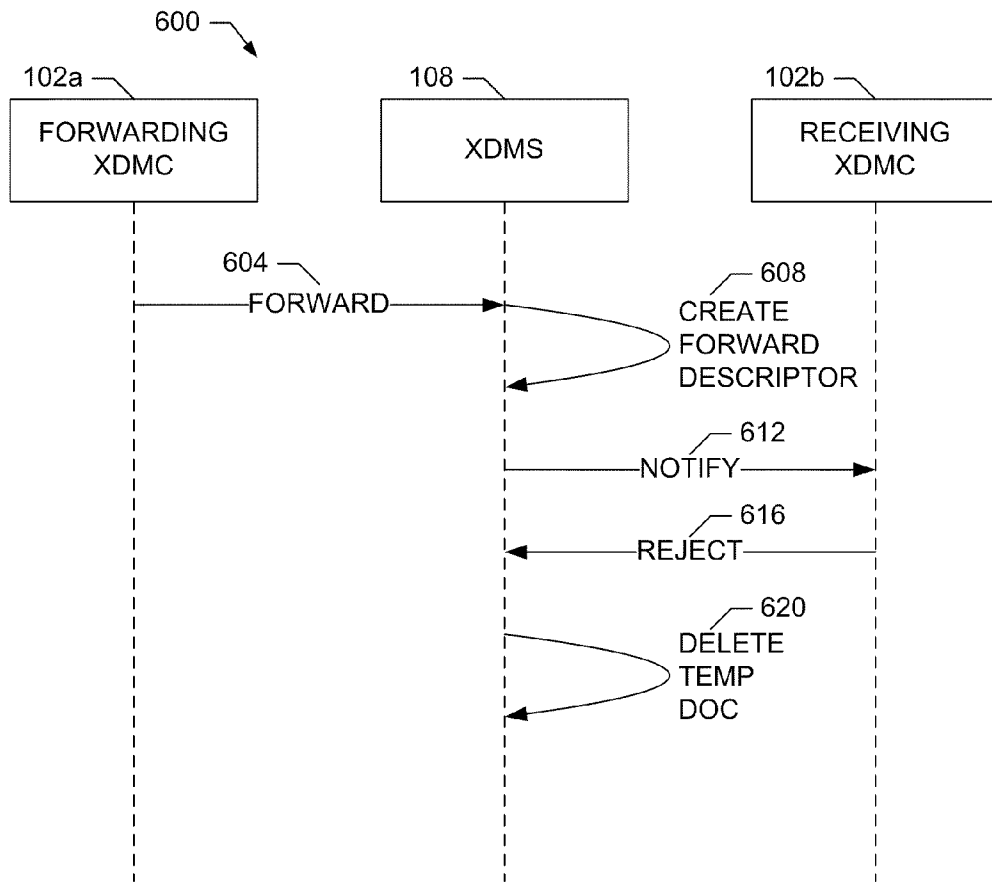 600
102a
108
102b
FORWARDING
XDMC
XDMS
RECEIVING
XDMC
604
FORWARD
608
CREATE
FORWARD
DESCRIPTOR
612
NOTIFY
616
REJECT
620
DELETE
TEMP
DOC